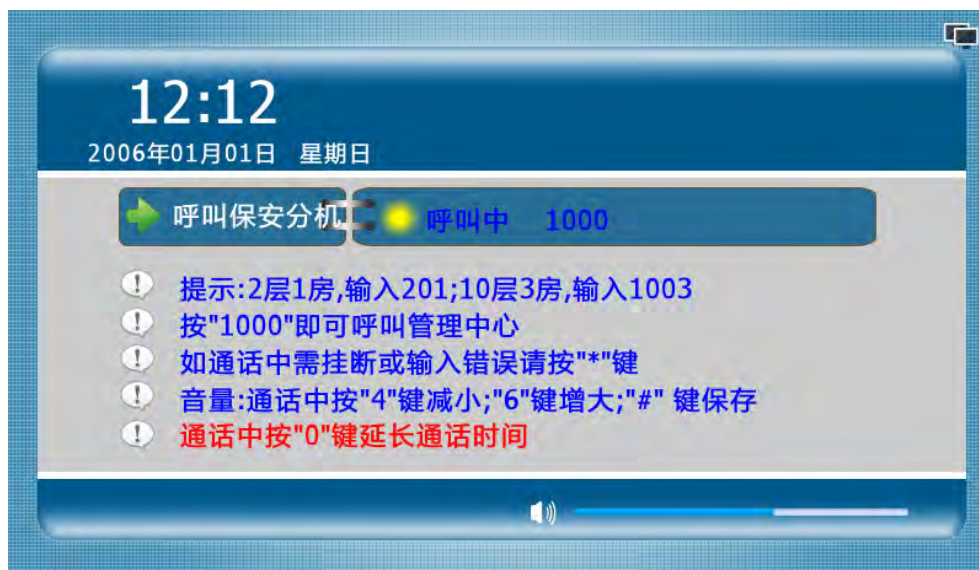 12:12
2006年01月01日 星期日
呼叫保安分机 呼叫中 1000
提示:2层1房,输入201;10层3房,输入1003
按"1000"即可呼叫管理中心
如通话中需挂断或输入错误请按"*"键
音量:通话中按"4"键减小;"6"键增大;"#" 键保存
通话中按"0"键延长通话时间